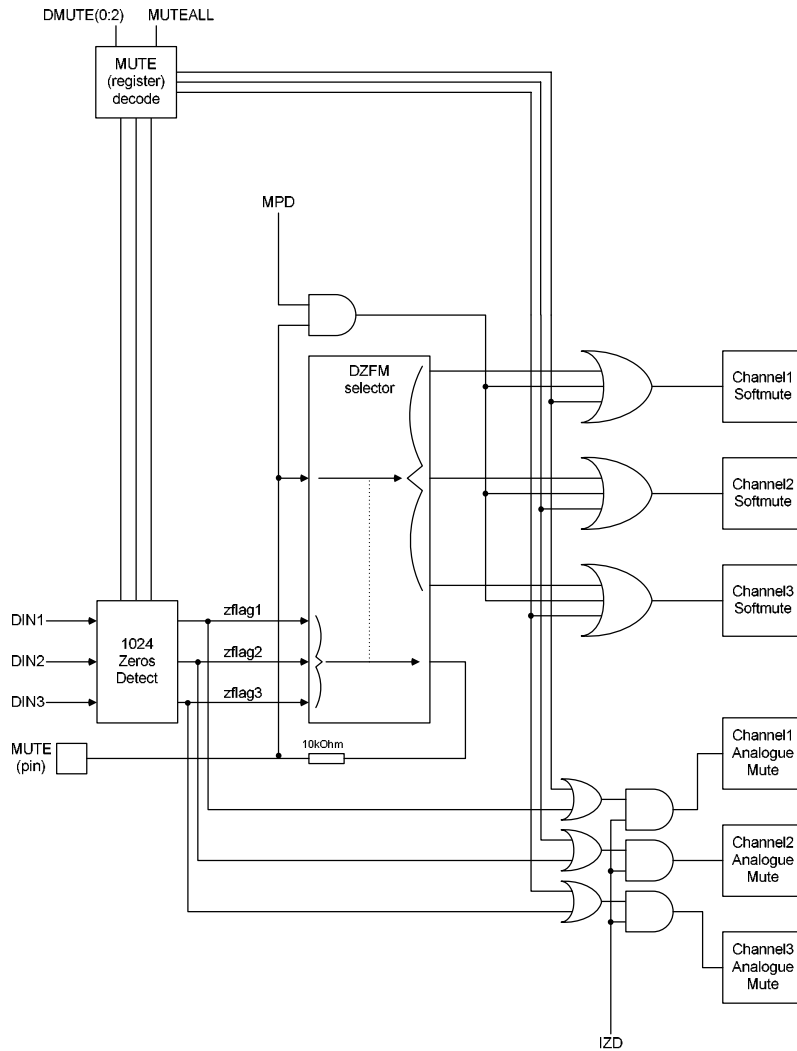 DMUTE(0:2) MUTEALL
MUTE
(register)
decode
MPD
DZFM
selector
Channel1
Softmute
Channel2
Softmute
Channel3
Softmute
DIN1
DIN2
DIN3
1024
Zeros
Detect
zflag1
zflag2
zflag3
MUTE
(pin)
10kOhm
Channel1
Analogue
Mute
Channel2
Analogue
Mute
Channel3
Analogue
Mute
IZD